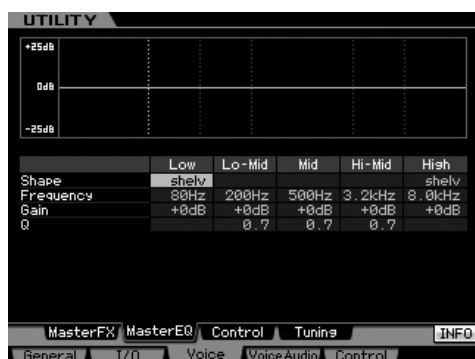 UTILITY
+25dB
0dB
-25dB
Low Lo-Mid Mid Hi-Mid High
Shape shelv shelv
Frequency 80Hz 200Hz 500Hz 3.2kHz 8.0kHz
Gain +0dB +0dB +0dB +0dB +0dB
Q 0.7 0.7 0.7
MasterFX MasterEQ Control Tuning INFO
General I/O Voice VoiceAudio Control